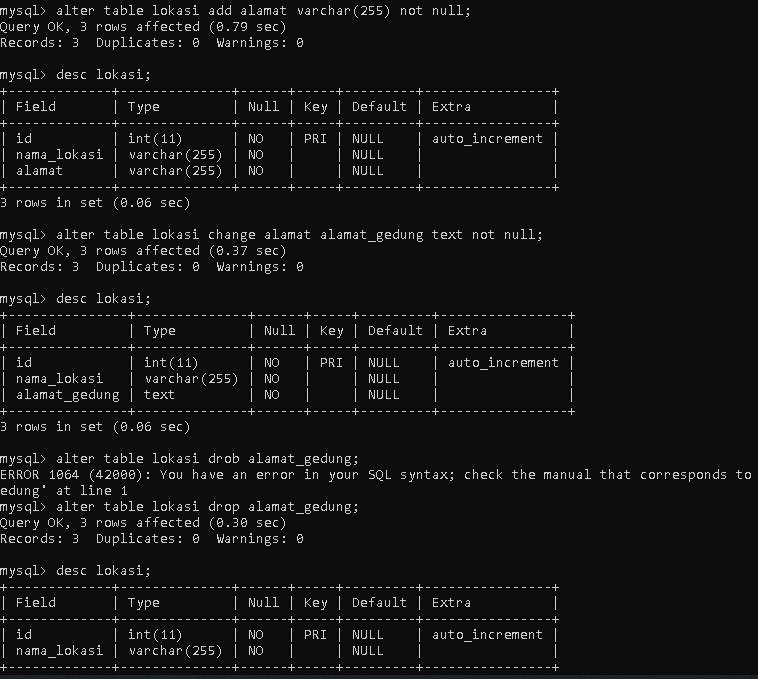 mysql> alter table lokasi add alamat varchar(255) not null;
Query OK, 3 rows affected (0.79 sec)
Records: 3  Duplicates: 0  Warnings: 0

mysql> desc lokasi;
+-------------+--------------+------+-----+---------+----------------+
| Field       | Type         | Null | Key | Default | Extra          |
+-------------+--------------+------+-----+---------+----------------+
| id          | int(11)      | NO   | PRI | NULL    | auto_increment |
| nama_lokasi | varchar(255) | NO   |     | NULL    |                |
| alamat      | varchar(255) | NO   |     | NULL    |                |
+-------------+--------------+------+-----+---------+----------------+
3 rows in set (0.06 sec)

mysql> alter table lokasi change alamat alamat_gedung text not null;
Query OK, 3 rows affected (0.37 sec)
Records: 3  Duplicates: 0  Warnings: 0

mysql> desc lokasi;
+---------------+--------------+------+-----+---------+----------------+
| Field         | Type         | Null | Key | Default | Extra          |
+---------------+--------------+------+-----+---------+----------------+
| id            | int(11)      | NO   | PRI | NULL    | auto_increment |
| nama_lokasi   | varchar(255) | NO   |     | NULL    |                |
| alamat_gedung | text         | NO   |     | NULL    |                |
+---------------+--------------+------+-----+---------+----------------+
3 rows in set (0.06 sec)

mysql> alter table lokasi drob alamat_gedung;
ERROR 1064 (42000): You have an error in your SQL syntax; check the manual that corresponds to
edung' at line 1
mysql> alter table lokasi drop alamat_gedung;
Query OK, 3 rows affected (0.30 sec)
Records: 3  Duplicates: 0  Warnings: 0

mysql> desc lokasi;
+-------------+--------------+------+-----+---------+----------------+
| Field       | Type         | Null | Key | Default | Extra          |
+-------------+--------------+------+-----+---------+----------------+
| id          | int(11)      | NO   | PRI | NULL    | auto_increment |
| nama_lokasi | varchar(255) | NO   |     | NULL    |                |
+-------------+--------------+------+-----+---------+----------------+